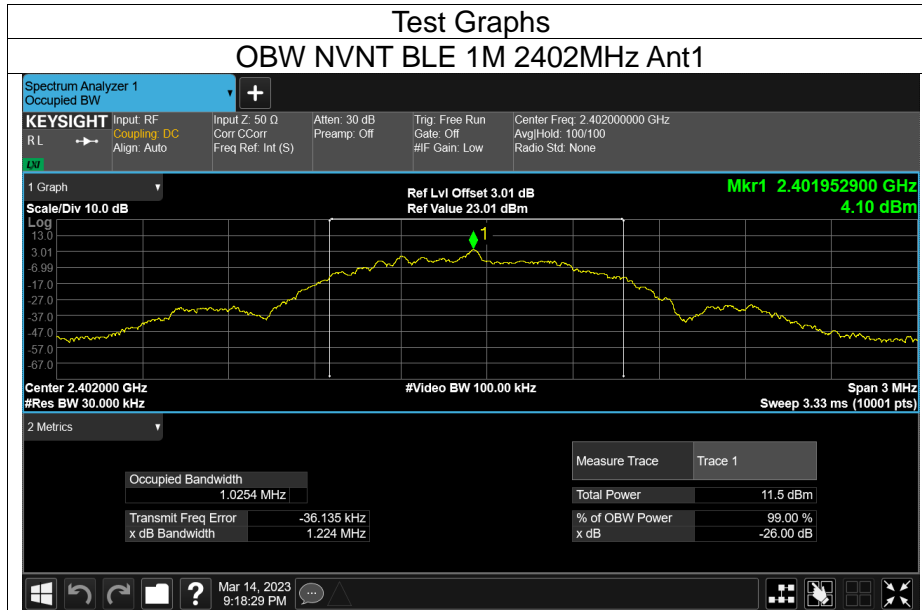 Test Graphs
OBW NVNT BLE 1M 2402MHz Ant1
Spectrum Analyzer 1
Occupied BW
+
KEYSIGHT
R L
LXI
Input: RF
Coupling: DC
Align: Auto
Input Z: 50 Ω
Corr CCorr
Freq Ref: Int (S)
Atten: 30 dB
Preamp: Off
Trig: Free Run
Gate: Off
#IF Gain: Low
Center Freq: 2.402000000 GHz
Avg|Hold: 100/100
Radio Std: None
1 Graph
Scale/Div 10.0 dB
Ref Lvl Offset 3.01 dB
Ref Value 23.01 dBm
Mkr1 2.401952900 GHz
4.10 dBm
Log
13.0
3.01
-6.99
-17.0
-27.0
-37.0
-47.0
-57.0
-67.0
1
Center 2.402000 GHz
#Res BW 30.000 kHz
#Video BW 100.00 kHz
Span 3 MHz
Sweep 3.33 ms (10001 pts)
2 Metrics
Occupied Bandwidth
1.0254 MHz
Transmit Freq Error -36.135 kHz
x dB Bandwidth 1.224 MHz
Measure Trace Trace 1
Total Power 11.5 dBm
% of OBW Power 99.00 %
x dB -26.00 dB
?
Mar 14, 2023
9:18:29 PM